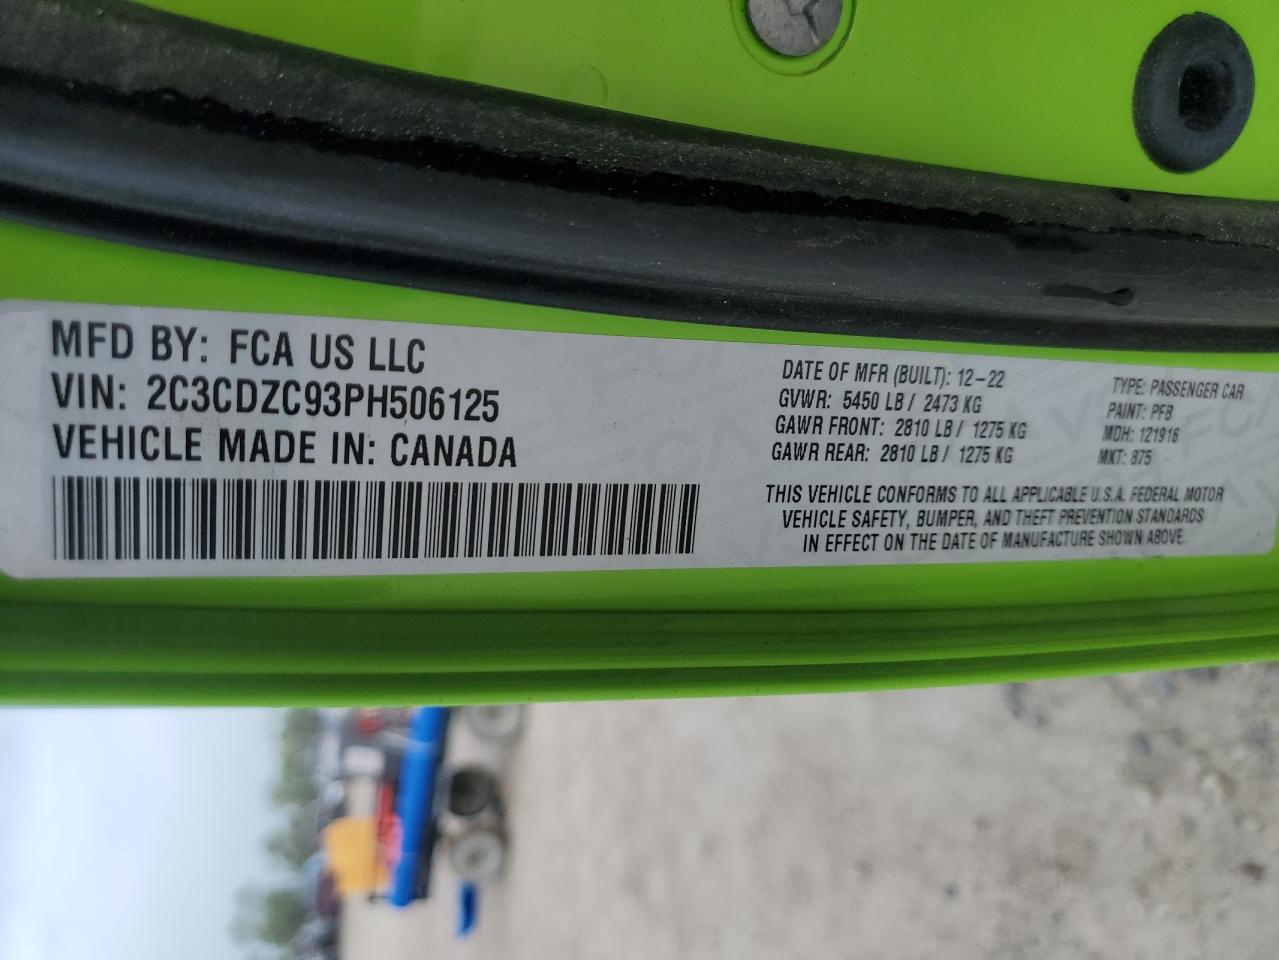 MFD BY: FCA US LLC
VIN: 2C3CDZC93PH506125
VEHICLE MADE IN: CANADA
DATE OF MFR (BUILT): 12-22
GVWR: 5450 LB / 2473 KG
GAWR FRONT: 2810 LB / 1275 KG
GAWR REAR: 2810 LB / 1275 KG
TYPE: PASSENGER CAR
PAINT: PFB
MDH: 121916
MKT: 875
THIS VEHICLE CONFORMS TO ALL APPLICABLE U.S.A. FEDERAL MOTOR
VEHICLE SAFETY, BUMPER, AND THEFT PREVENTION STANDARDS
IN EFFECT ON THE DATE OF MANUFACTURE SHOWN ABOVE.